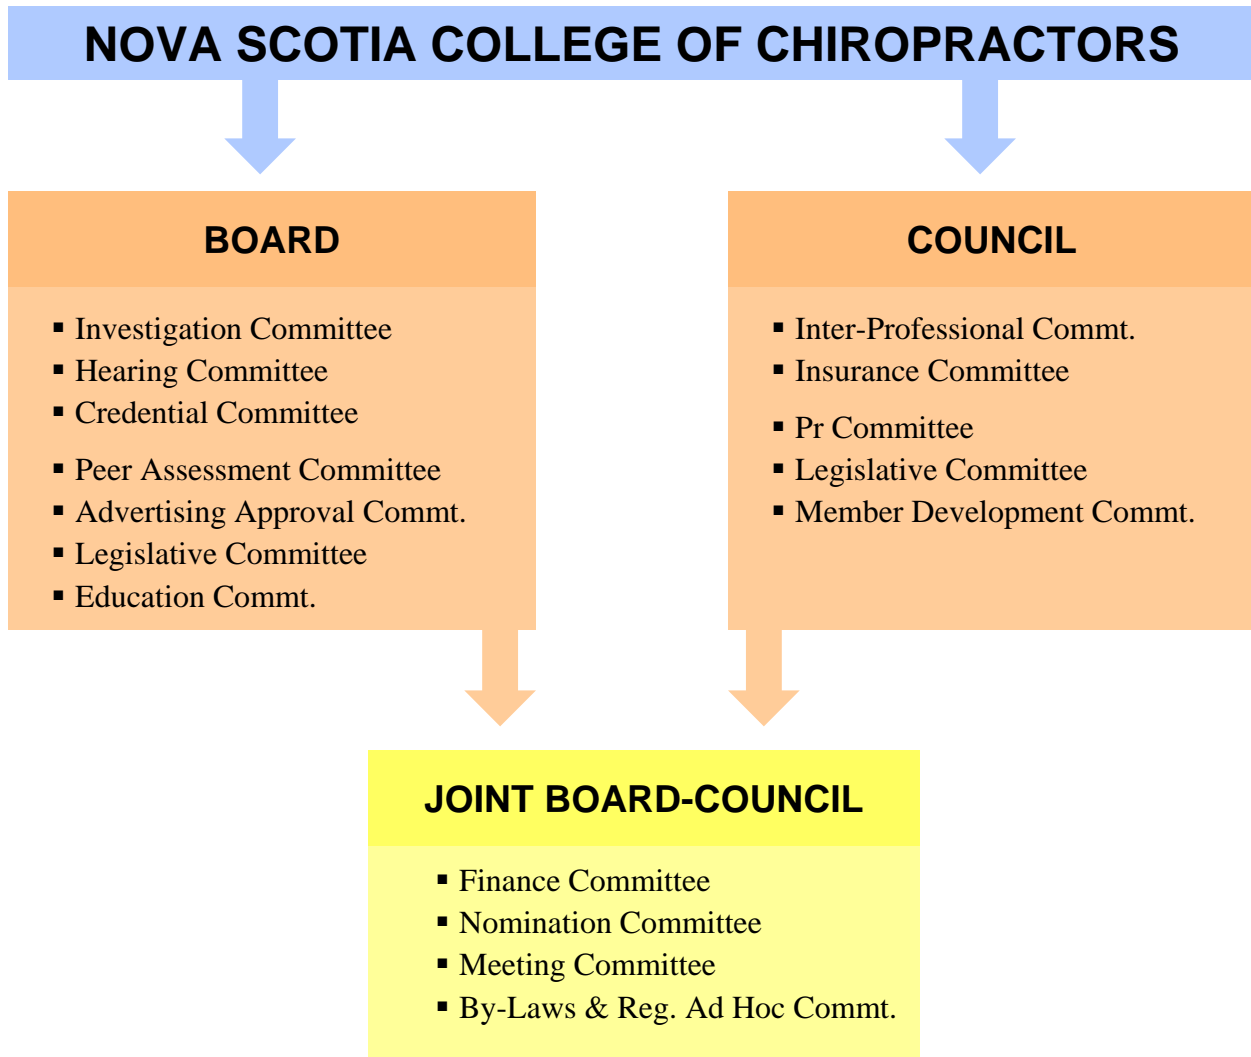 NOVA SCOTIA COLLEGE OF CHIROPRACTORS
BOARD
▪ Investigation Committee
▪ Hearing Committee
▪ Credential Committee
▪ Peer Assessment Committee
▪ Advertising Approval Commt.
▪ Legislative Committee
▪ Education Commt.
COUNCIL
▪ Inter-Professional Commt.
▪ Insurance Committee
▪ Pr Committee
▪ Legislative Committee
▪ Member Development Commt.
JOINT BOARD-COUNCIL
▪ Finance Committee
▪ Nomination Committee
▪ Meeting Committee
▪ By-Laws & Reg. Ad Hoc Commt.